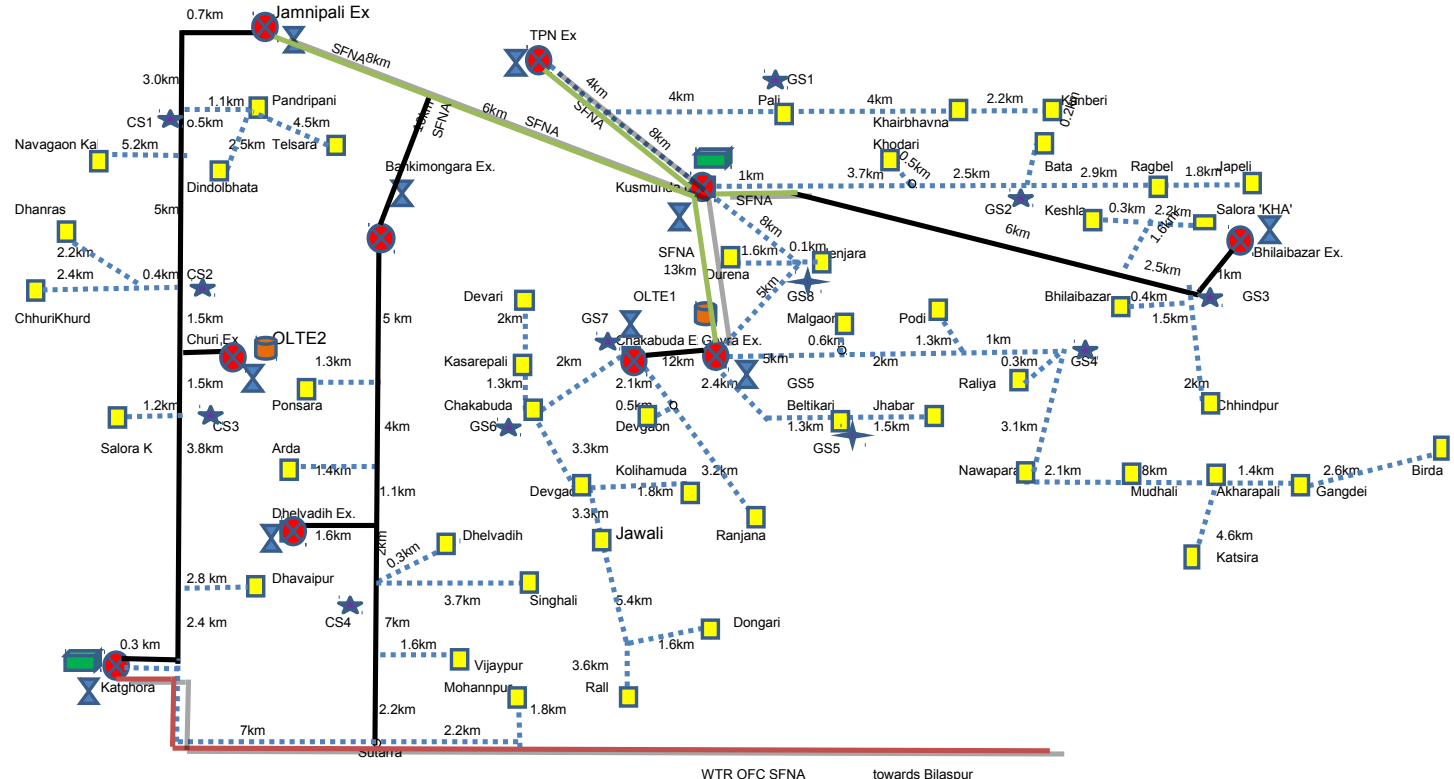 0.7km
Jamnipali Ex
SFNA
8km
TPN Ex
3.0km
4km
SFNA
GS1
1.1km
Pandripani
6km
SFNA
4km
Pali
4km
2.2km
Kanberi
0.2km
CS1
0.5km
4.5km
SFNA
8km
Khairbhavna
Navagaon Ka
5.2km
2.5km
Telsara
Khodari
Dindolbhata
Bankimongara Ex.
Kusmunda
1km
SFNA
3.7km
0.5km
2.5km
Bata
2.9km
Ragbel
1.8km
Japeli
GS2
Keshla
0.3km
2.2km
Salora 'KHA'
1.6km
Dhanras
5km
8km
6km
2.2km
SFNA
1.6km
0.1km
Bhilaibazar Ex.
2.4km
0.4km
CS2
13km
Durena
5km
2.5km
1km
ChhuriKhurd
Devari
OLTE1
GS8
Bhilaibazar
0.4km
GS3
1.5km
5 km
2km
GS7
Malgaon
Podi
1.5km
Churi Ex
OLTE2
Chakabuda E
Gevra Ex.
0.6km
1.3km
1km
1.3km
Kasarepali
2km
12km
5km
2km
0.3km
GS4
1.5km
1.3km
2.1km
2.4km
GS5
Raliya
2km
1.2km
Ponsara
Chakabuda
0.5km
Beltikari
Jhabar
Chhindpur
CS3
Devgaon
1.3km
1.5km
Salora K
4km
GS6
GS5
3.1km
3.8km
Arda
3.3km
Birda
1.4km
Kolihamuda
3.2km
Nawapara
2.1km
8km
1.4km
2.6km
1.1km
Devgad
1.8km
Mudhali
Akharapali
Gangdei
Dhelvadih Ex.
3.3km
1.6km
2km
Dhelvadih
Jawali
Ranjana
4.6km
0.3km
Katsira
2.8 km
Dhavaipur
3.7km
Singhali
5.4km
2.4 km
CS4
7km
Dongari
0.3 km
1.6km
1.6km
Vijaypur
3.6km
Katghora
Mohannpur
Rall
2.2km
1.8km
7km
2.2km
Sutarra
WTR OFC SFNA
towards Bilaspur